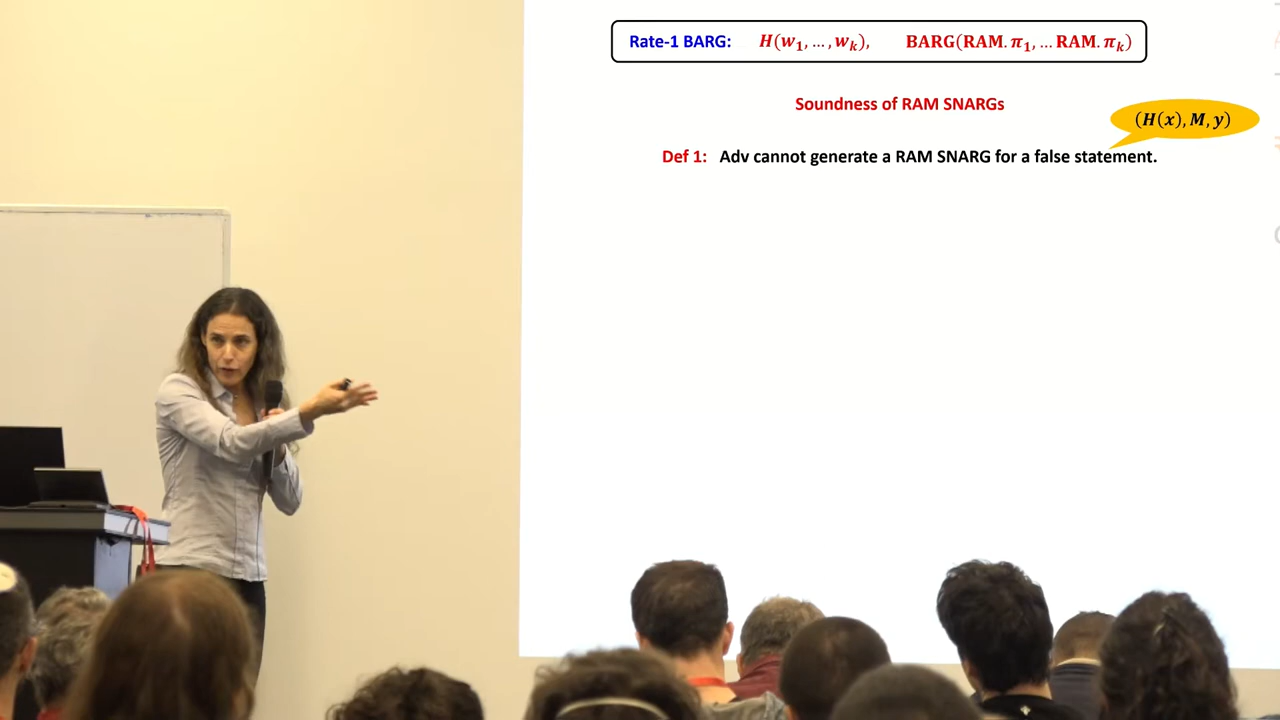 Rate-1 BARG: H(w₁, … , wₖ), BARG(RAM. π₁, … RAM. πₖ)
Soundness of RAM SNARGs
(H(x), M, y)
Def 1: Adv cannot generate a RAM SNARG for a false statement.